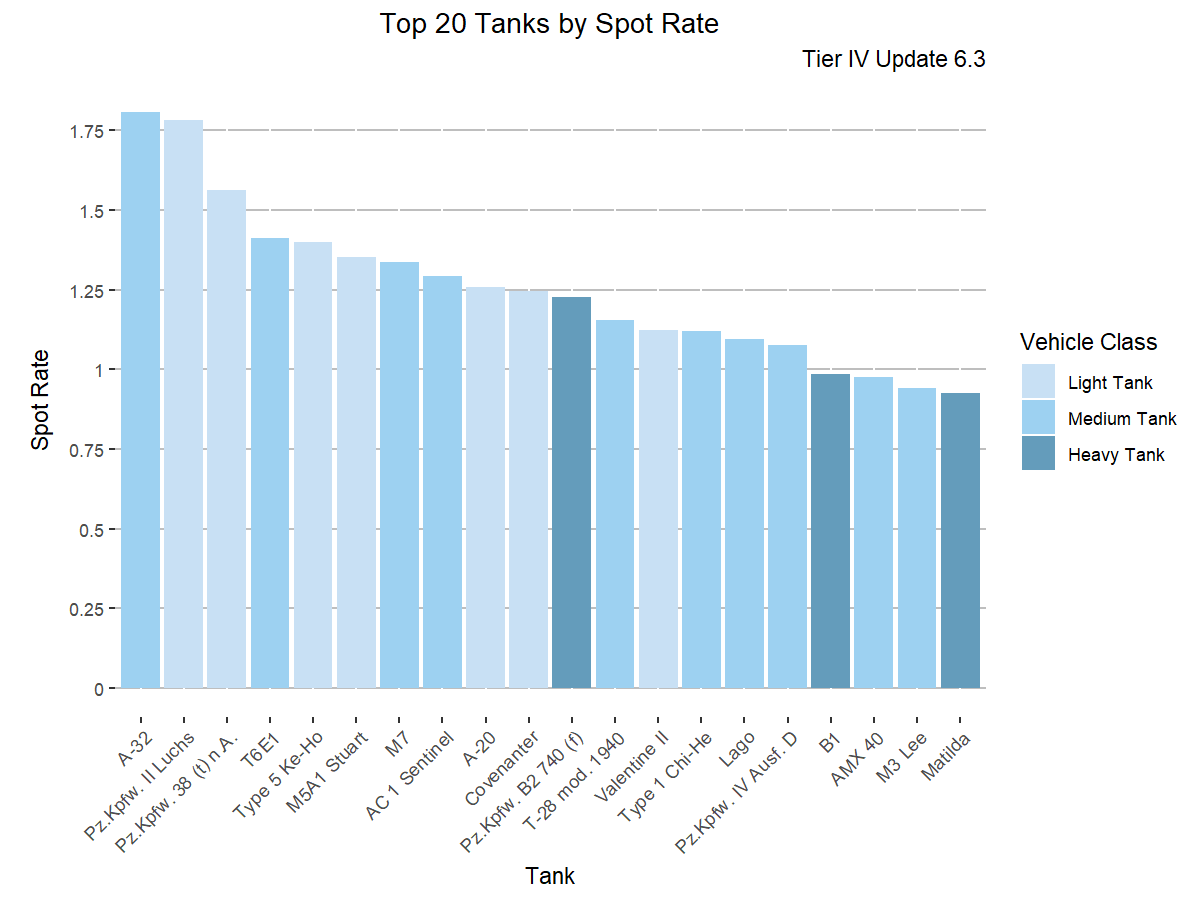 Top 20 Tanks by Spot Rate
Tier IV Update 6.3
Spot Rate
1.75
1.5
1.25
1
0.75
0.5
0.25
0
A-32
Pz.Kpfw. II Luchs
Pz.Kpfw. 38 (t) n.A.
T6E1
Type 5 Ke-Ho
M5A1 Stuart
M7
AC 1 Sentinel
A-20
Covenanter
Pz.Kpfw. B2 740 (f)
T-28 mod. 1940
Valentine II
Type 1 Chi-He
Lago
Pz.Kpfw. IV Ausf. D
B1
AMX 40
M3 Lee
Matilda
Tank
Vehicle Class
Light Tank
Medium Tank
Heavy Tank